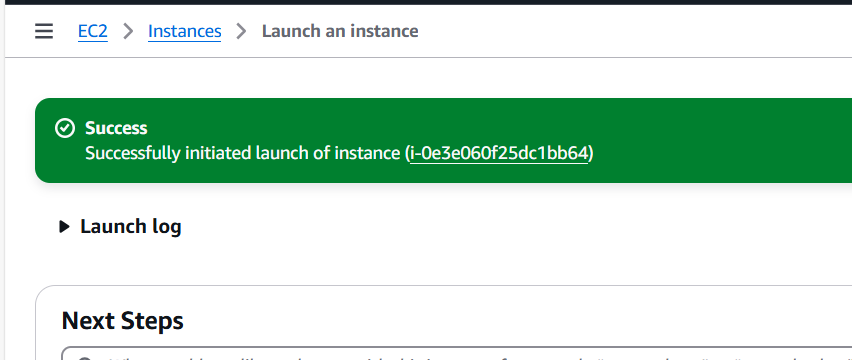 EC2 > Instances > Launch an instance
Success
Successfully initiated launch of instance (i-0e3e060f25dc1bb64)
Launch log
Next Steps